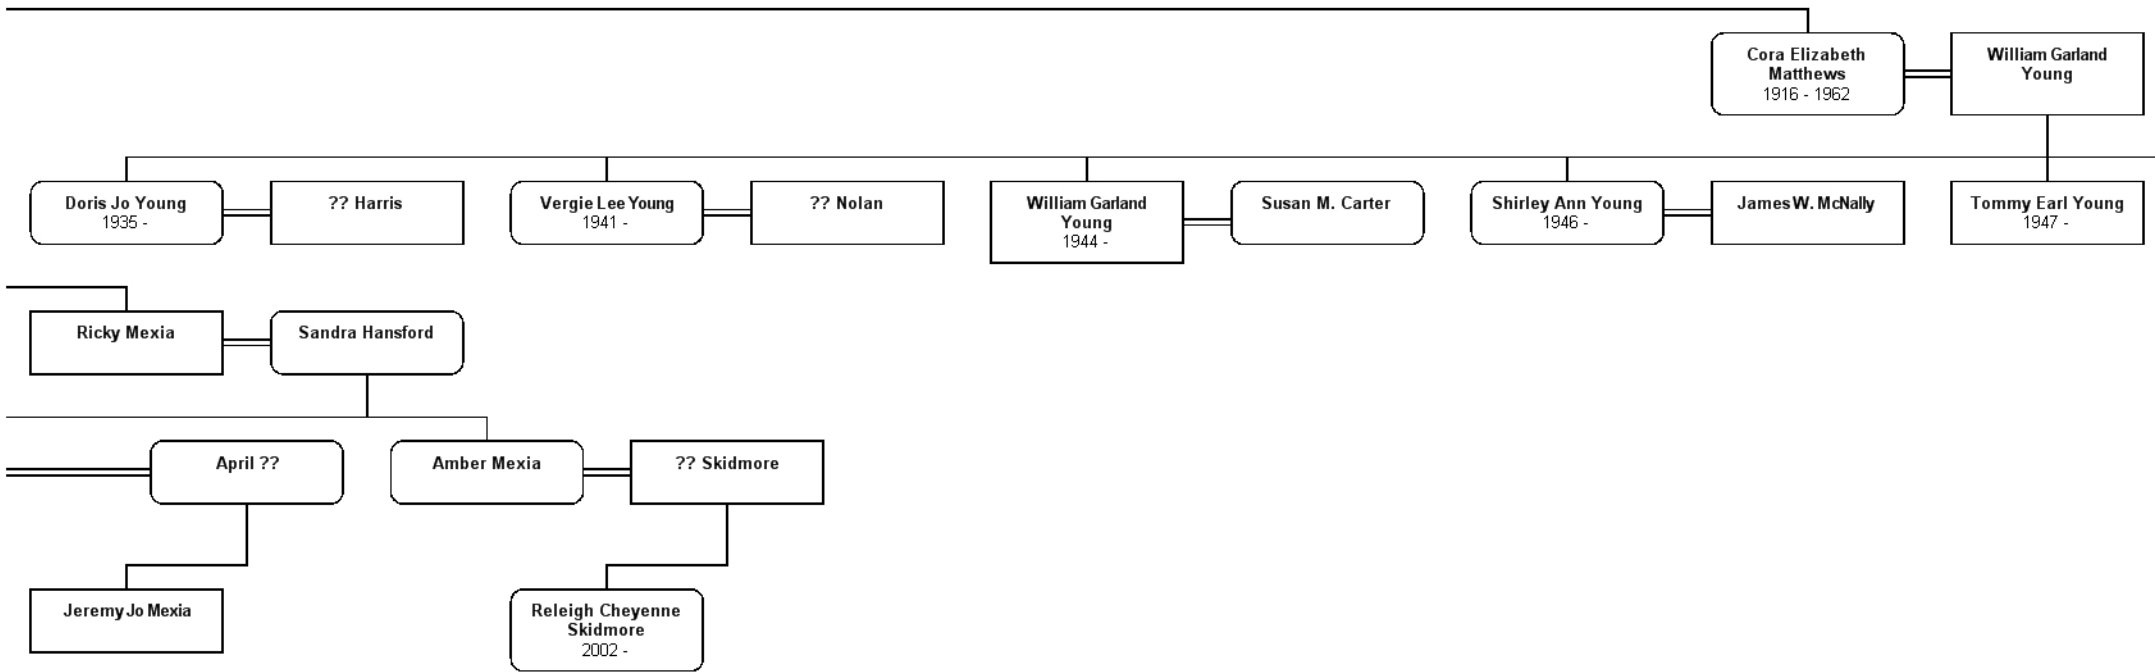 Cora Elizabeth
Matthews
1916 - 1962
William Garland
Young
Doris Jo Young
1935 -
?? Harris
Vergie Lee Young
1941 -
?? Nolan
William Garland
Young
1944 -
Susan M. Carter
Shirley Ann Young
1946 -
James W. McNally
Tommy Earl Young
1947 -
Ricky Mexia
Sandra Hansford
April ??
Amber Mexia
?? Skidmore
Jeremy Jo Mexia
Releigh Cheyenne
Skidmore
2002 -